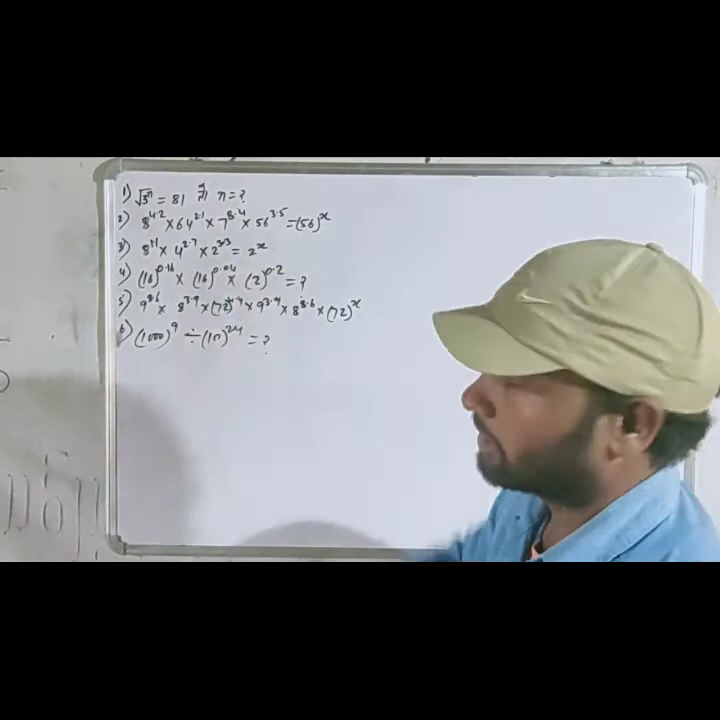 1) √3ⁿ = 81 तो n = ?
2) 8^4.2 × 64^2.1 × 7^8.4 × 56^3.5 = (56)^x
3) 8^11 × 4^2.7 × 2^3.3 = 2^x
4) (16)^0.16 × (16)^0.04 × (2)^0.2 = ?
5) 9^8.6 × 8^3.9 × (72)^4.4 × 9^3.9 × 8^8.6 × (72)^x
6) (1000)^9 ÷ (10)^24 = ?